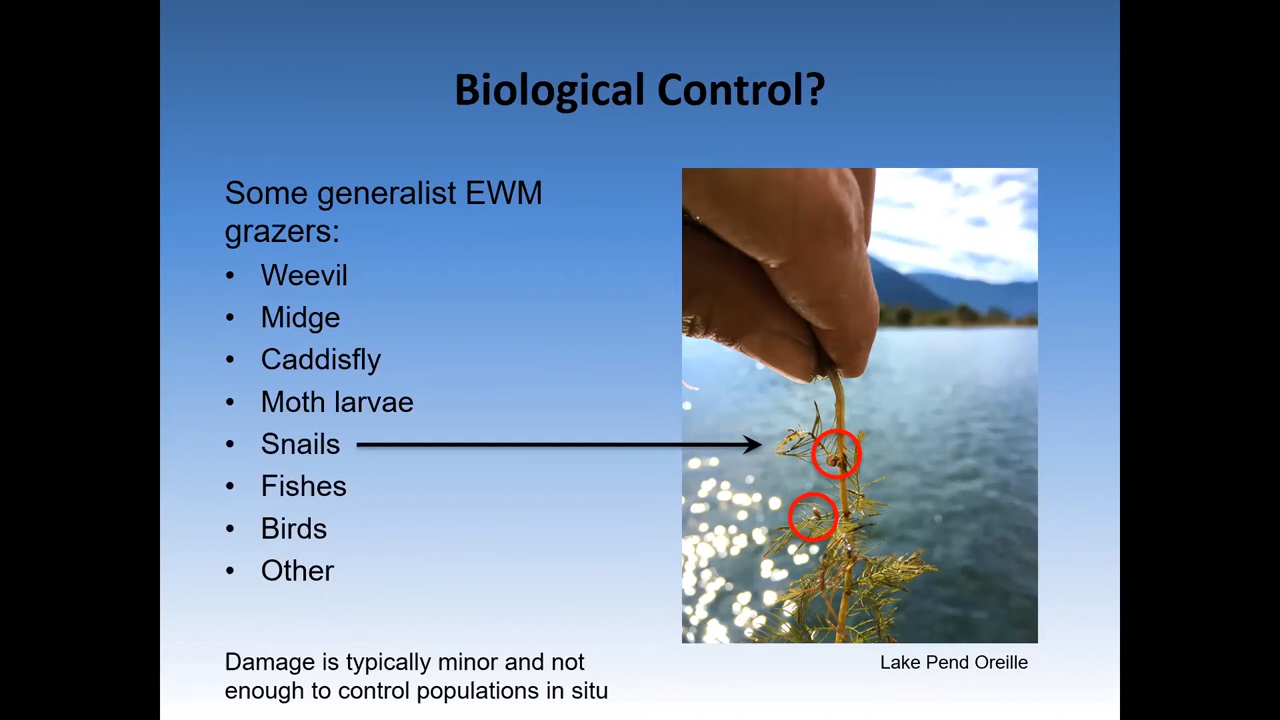 Biological Control?
Some generalist EWM
grazers:
• Weevil
• Midge
• Caddisfly
• Moth larvae
• Snails
• Fishes
• Birds
• Other
Damage is typically minor and not
enough to control populations in situ
Lake Pend Oreille